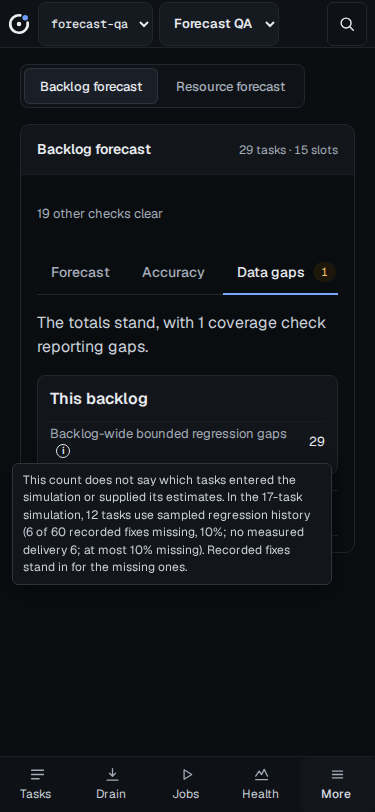 forecast-qa
Forecast QA
Backlog forecast
Resource forecast
Backlog forecast
29 tasks · 15 slots
19 other checks clear
Forecast
Accuracy
Data gaps
1
The totals stand, with 1 coverage check
reporting gaps.
This backlog
Backlog-wide bounded regression gaps
29
This count does not say which tasks entered the
simulation or supplied its estimates. In the 17-task
simulation, 12 tasks use sampled regression history
(6 of 60 recorded fixes missing, 10%; no measured
delivery 6; at most 10% missing). Recorded fixes
stand in for the missing ones.
Tasks
Drain
Jobs
Health
More